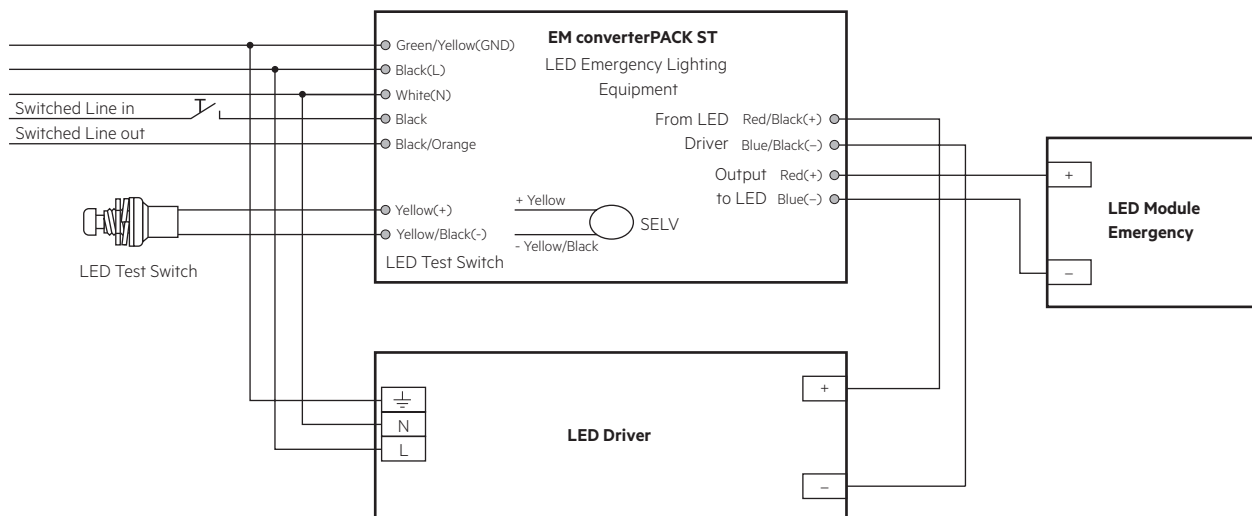 EM converterPACK ST
LED Emergency Lighting
Equipment
Green/Yellow(GND)
Black(L)
White(N)
Switched Line in
Black
Switched Line out
Black/Orange
From LED Red/Black(+)
Driver Blue/Black(–)
Output Red(+)
to LED Blue(–)
+
–
LED Module
Emergency
Yellow(+)
Yellow/Black(-)
LED Test Switch
+ Yellow
- Yellow/Black
SELV
LED Test Switch
N
L
LED Driver
+
–